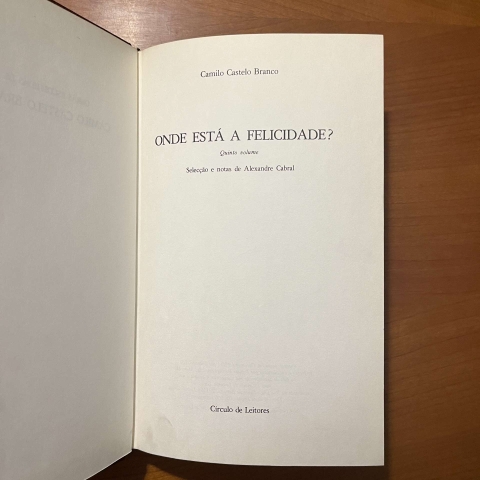 Camilo Castelo Branco
ONDE ESTÁ A FELICIDADE?
Quinto volume
Selecção e notas de Alexandre Cabral
Círculo de Leitores